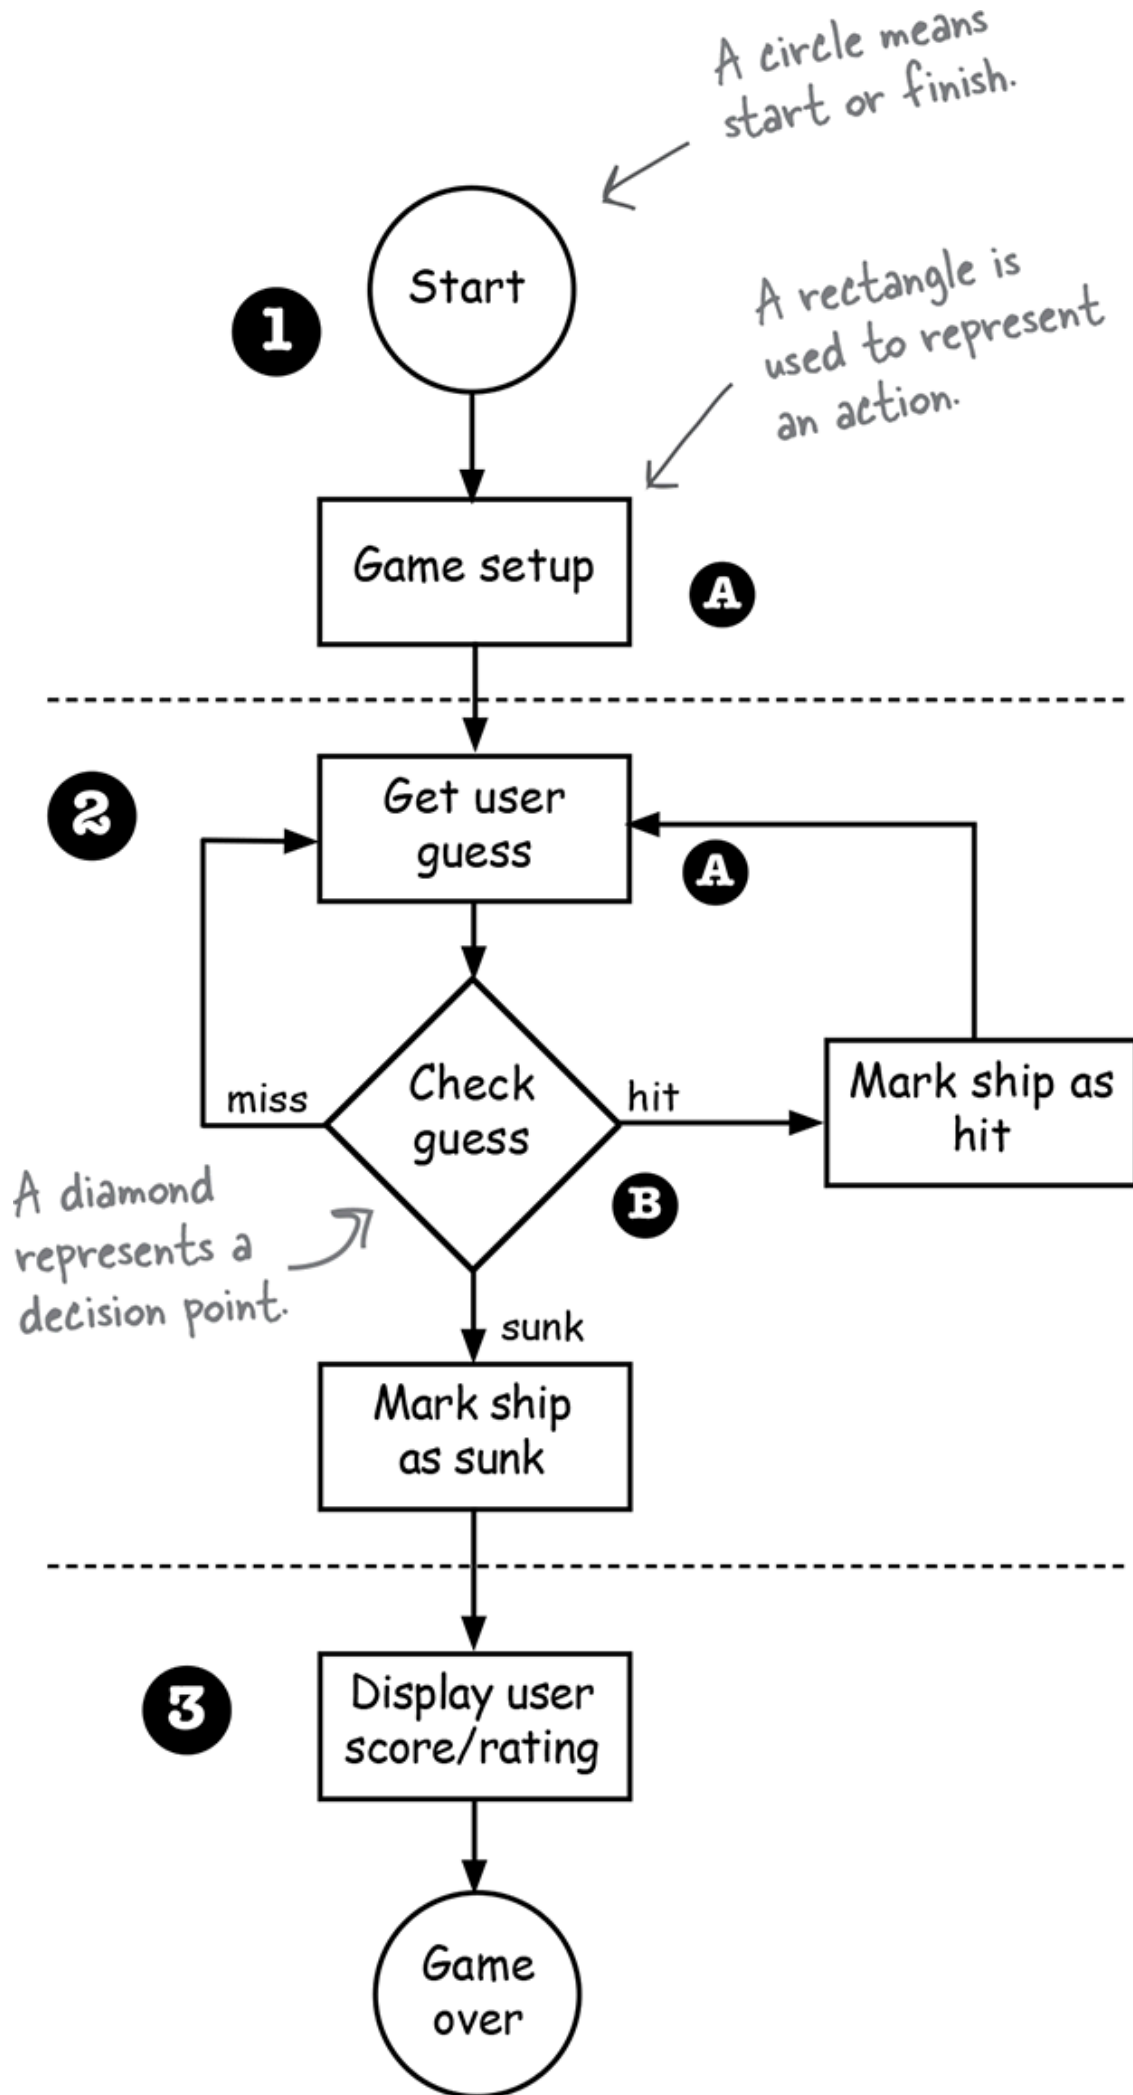 A circle means
start or finish.
Start
1
A rectangle is
used to represent
an action.
Game setup
A
2
Get user
guess
A
Check
guess
miss
hit
Mark ship as
hit
B
A diamond
represents a
decision point.
sunk
Mark ship
as sunk
3
Display user
score/rating
Game
over